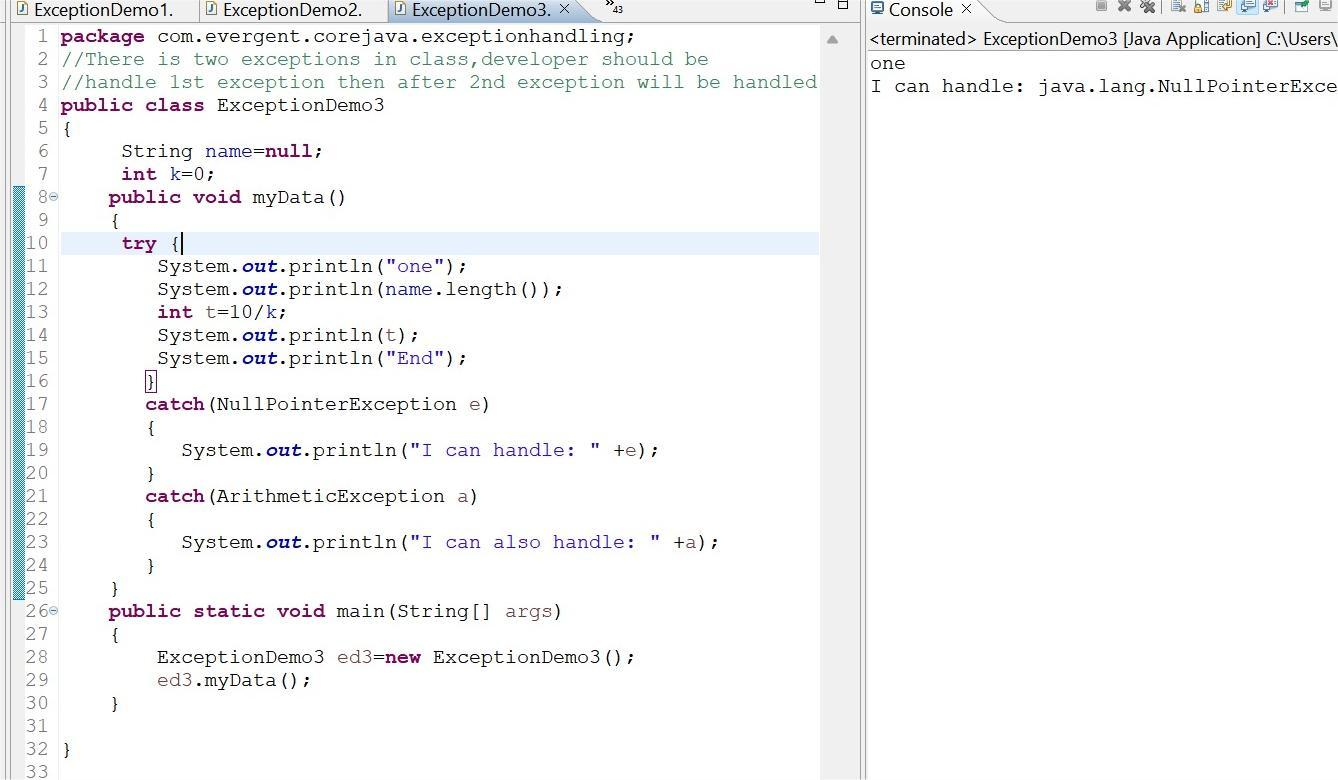 ExceptionDemo1.
ExceptionDemo2.
ExceptionDemo3.
43
1 package com.evergent.corejava.exceptionhandling;
2 //There is two exceptions in class,developer should be
3 //handle 1st exception then after 2nd exception will be handled
4 public class ExceptionDemo3
5 {
6 String name=null;
7 int k=0;
8 public void myData()
9 {
10 try {
11 System.out.println("one");
12 System.out.println(name.length());
13 int t=10/k;
14 System.out.println(t);
15 System.out.println("End");
16 }
17 catch(NullPointerException e)
18 {
19 System.out.println("I can handle: " +e);
20 }
21 catch(ArithmeticException a)
22 {
23 System.out.println("I can also handle: " +a);
24 }
25 }
26 public static void main(String[] args)
27 {
28 ExceptionDemo3 ed3=new ExceptionDemo3();
29 ed3.myData();
30 }
31
32 }
33
Console
<terminated> ExceptionDemo3 [Java Application] C:\Users\
one
I can handle: java.lang.NullPointerExce